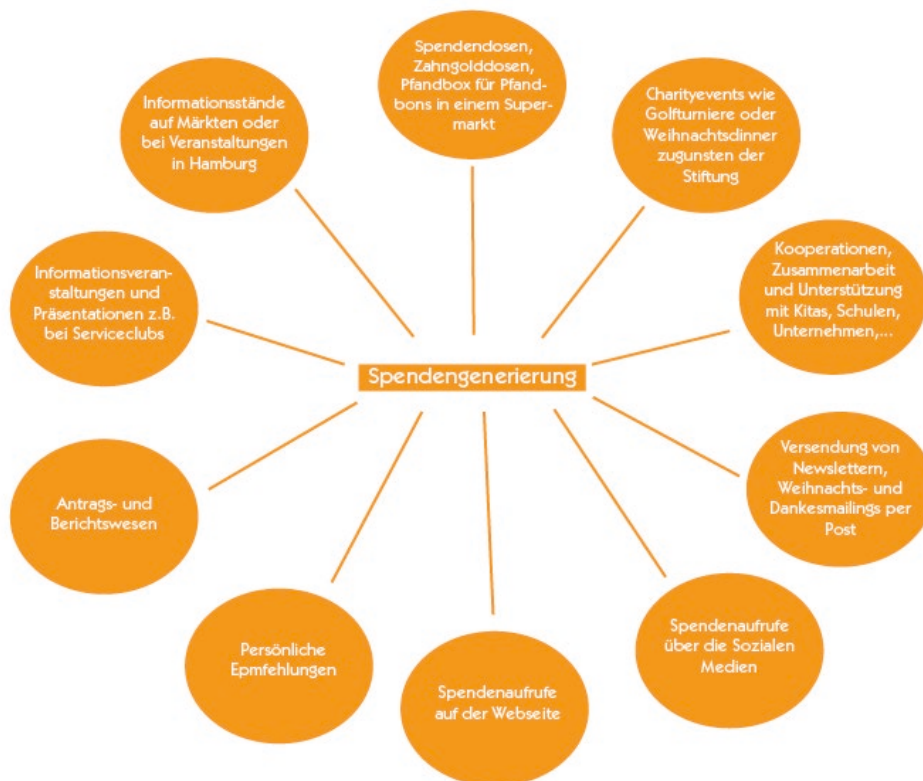 Spendendosen,
Zahngolddosen,
Pfandbox für Pfand-
bons in einem Super-
markt
Charityevents wie
Golfturniere oder
Weihnachtsdinner
zugunsten der
Stiftung
Kooperationen,
Zusammenarbeit
und Unterstützung
mit Kitas, Schulen,
Unternehmen,...
Versendung von
Newslettern,
Weihnachts- und
Dankesmailings per
Post
Spendenaufrufe
über die Sozialen
Medien
Spendenaufrufe
auf der Webseite
Persönliche
Epmfehlungen
Antrags- und
Berichtswesen
Informationsveran-
staltungen und
Präsentationen z.B.
bei Serviceclubs
Informationsstände
auf Märkten oder
bei Veranstaltungen
in Hamburg
Spendengenerierung